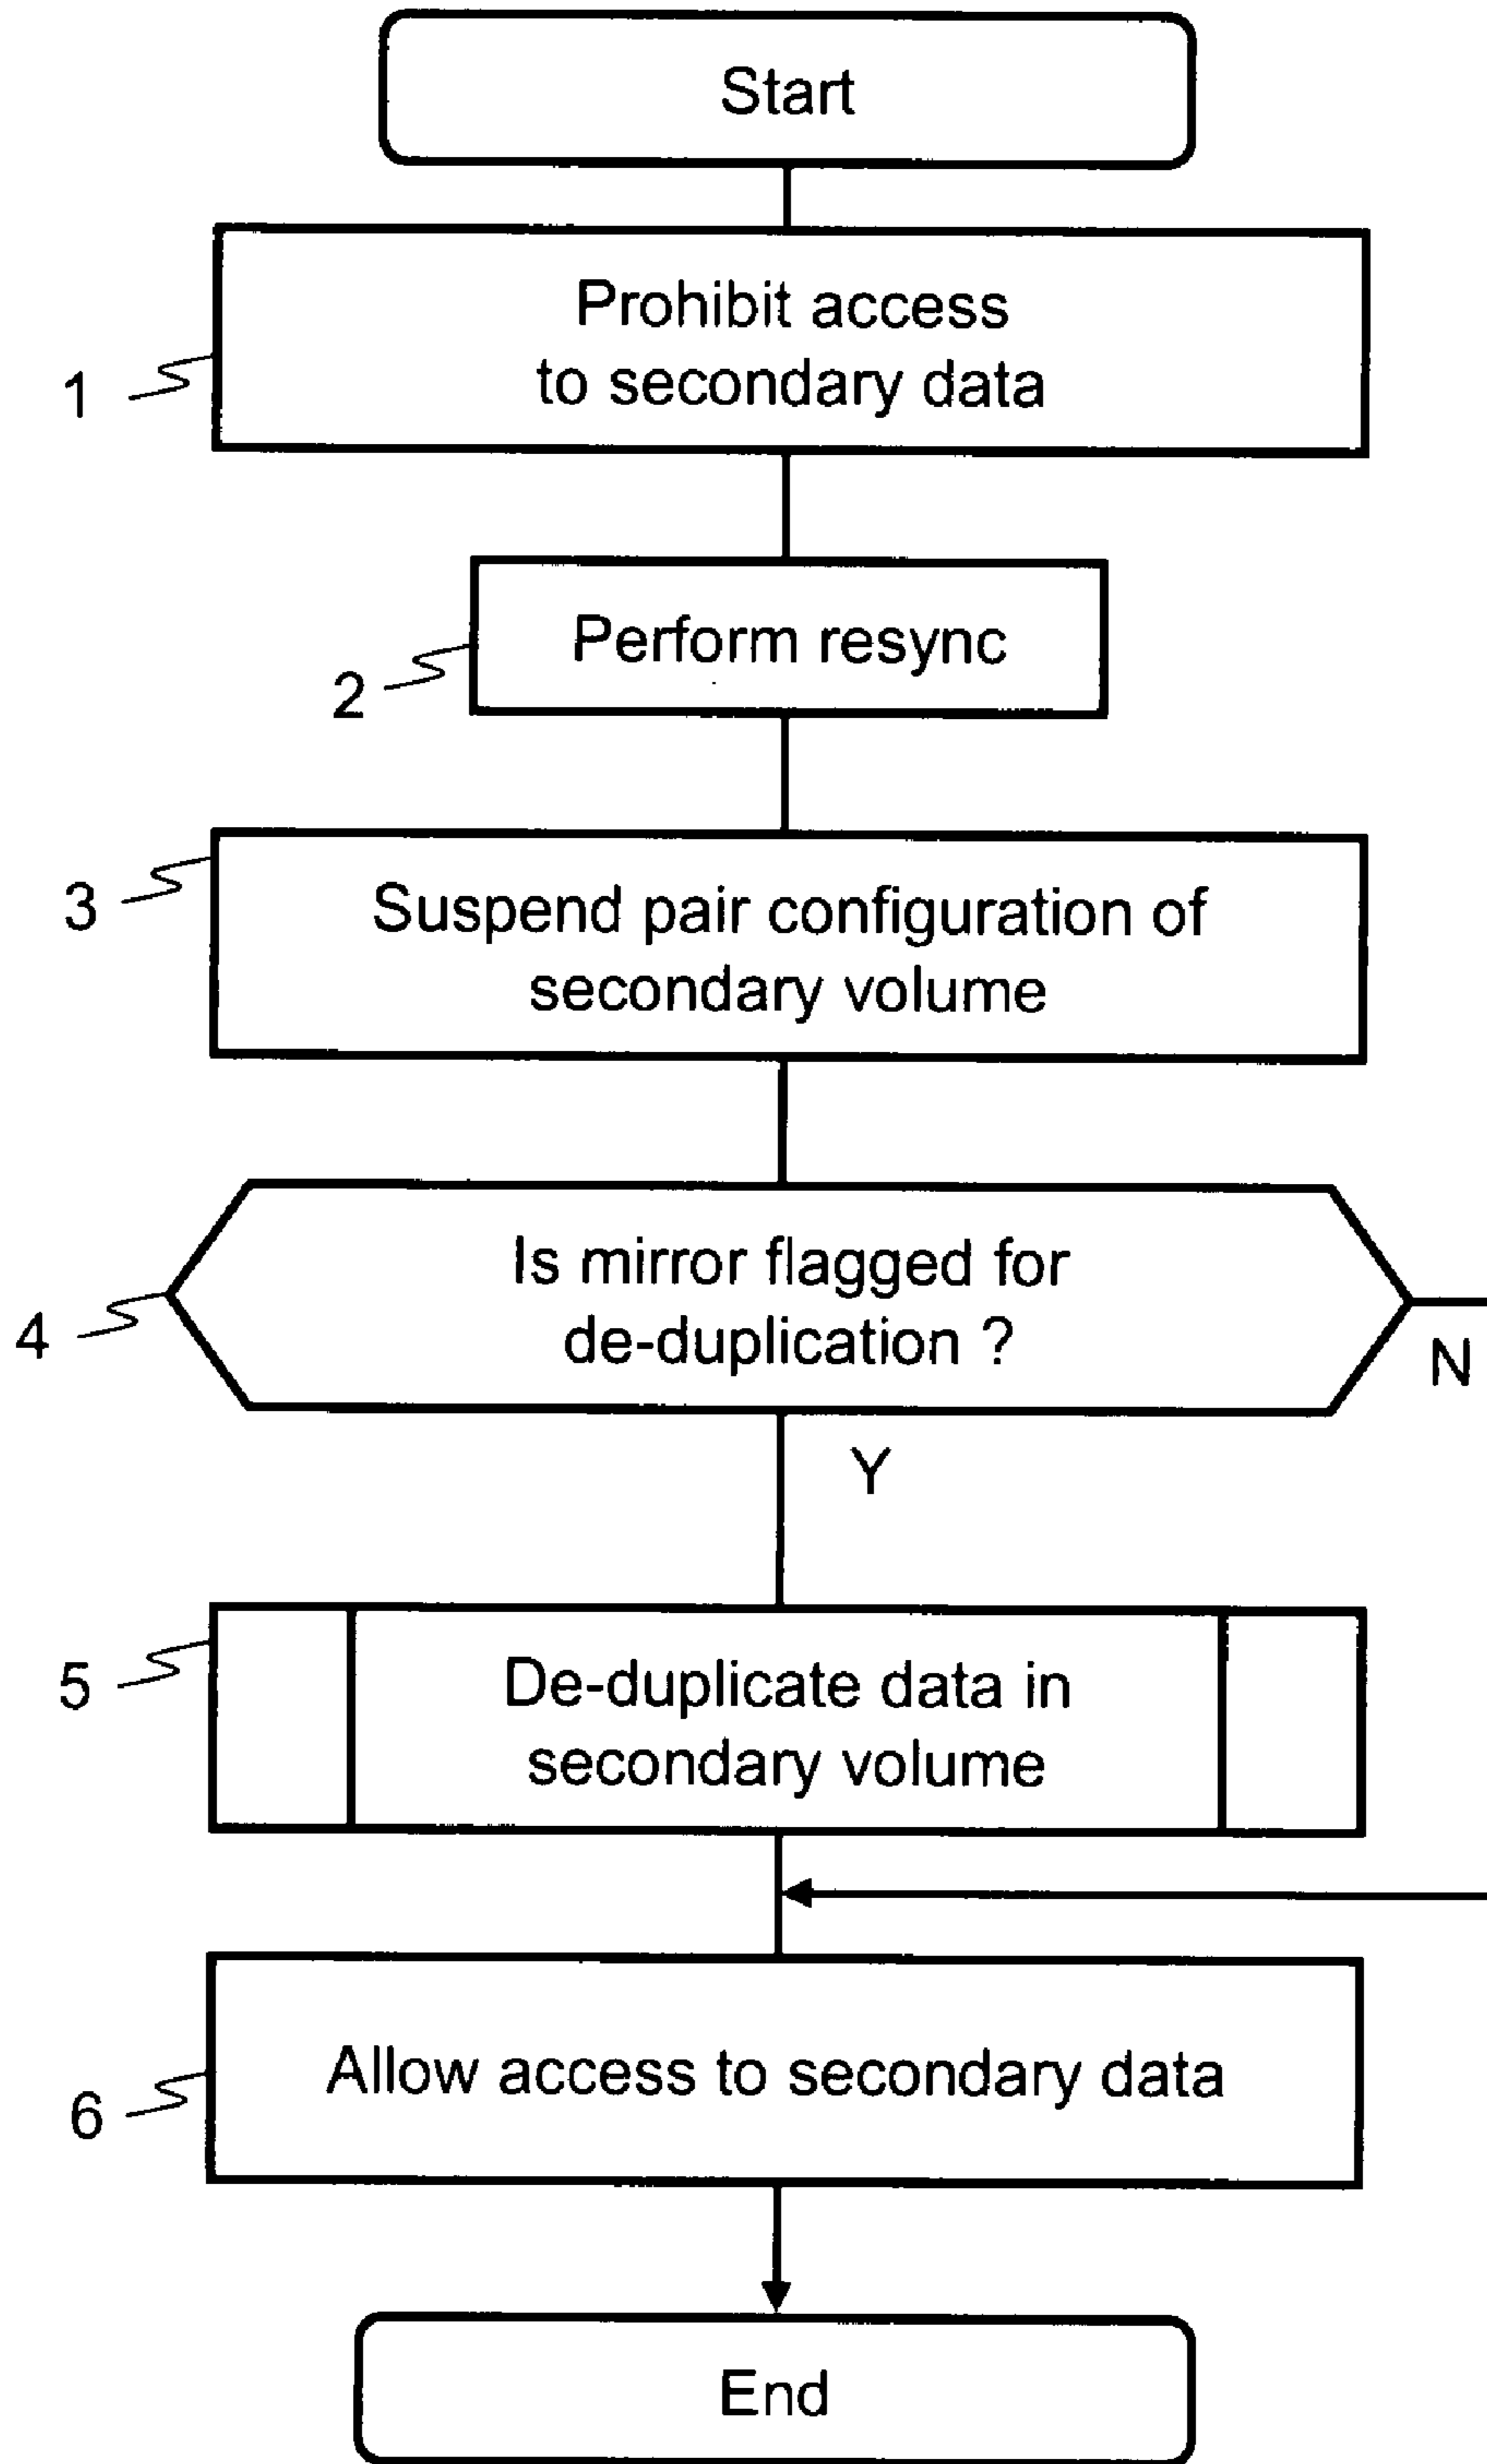 Start
Prohibit access
to secondary data
1
Perform resync
2
Suspend pair configuration of
secondary volume
3
Is mirror flagged for
de-duplication ?
4
N
Y
De-duplicate data in
secondary volume
5
Allow access to secondary data
6
End